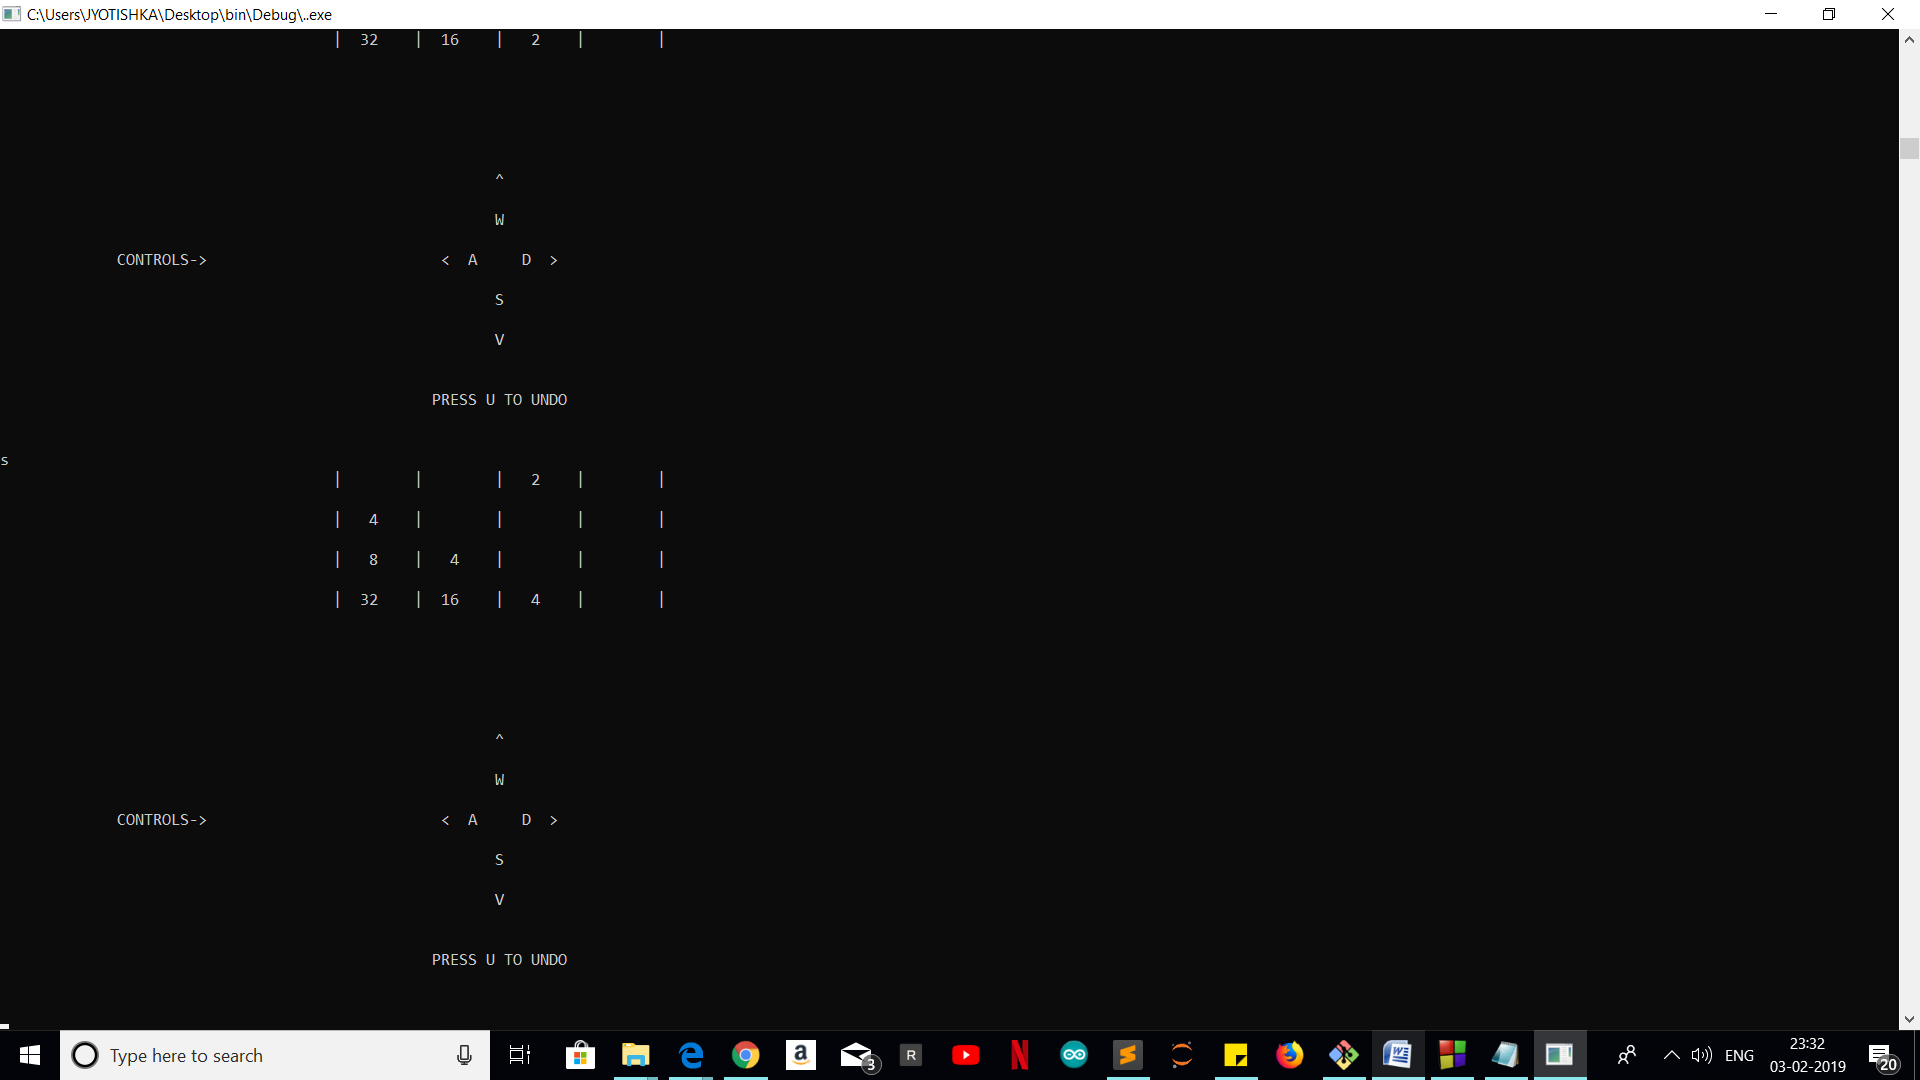 C:\Users\JYOTISHKA\Desktop\bin\Debug\..exe
| 32 | 16 | 2 | |
^
W
CONTROLS-> < A D >
S
V
PRESS U TO UNDO
s
| | | 2 | |
| 4 | | | |
| 8 | 4 | | |
| 32 | 16 | 4 | |
^
W
CONTROLS-> < A D >
S
V
PRESS U TO UNDO
Type here to search
a
3
R
N
W
ENG
23:32
03-02-2019
20